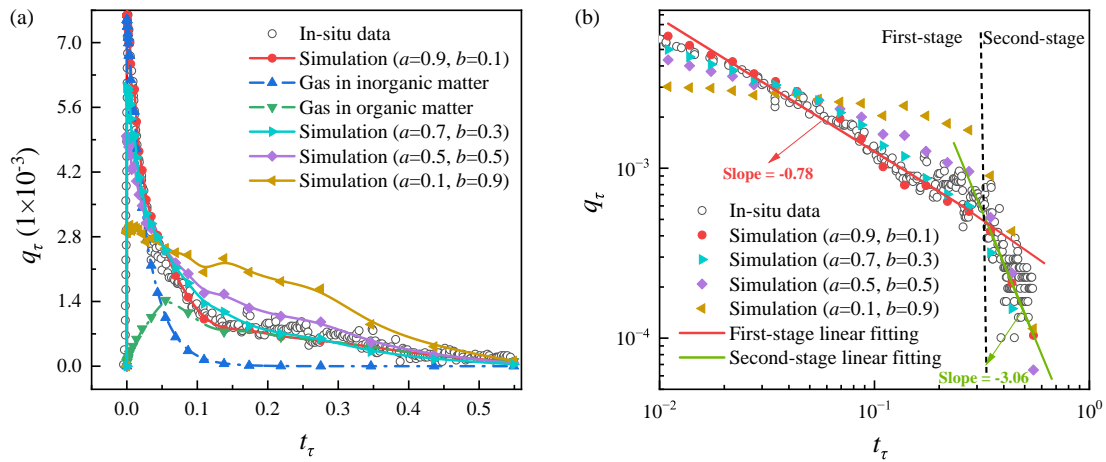 (a)
q_τ (1×10⁻³)
7.0
5.6
4.2
2.8
1.4
0.0
0.0 0.1 0.2 0.3 0.4 0.5
t_τ
In-situ data
Simulation (a=0.9, b=0.1)
Gas in inorganic matter
Gas in organic matter
Simulation (a=0.7, b=0.3)
Simulation (a=0.5, b=0.5)
Simulation (a=0.1, b=0.9)
(b)
q_τ
10⁻³
10⁻⁴
10⁻² 10⁻¹ 10⁰
t_τ
First-stage Second-stage
Slope = -0.78
In-situ data
Simulation (a=0.9, b=0.1)
Simulation (a=0.7, b=0.3)
Simulation (a=0.5, b=0.5)
Simulation (a=0.1, b=0.9)
First-stage linear fitting
Second-stage linear fitting
Slope = -3.06